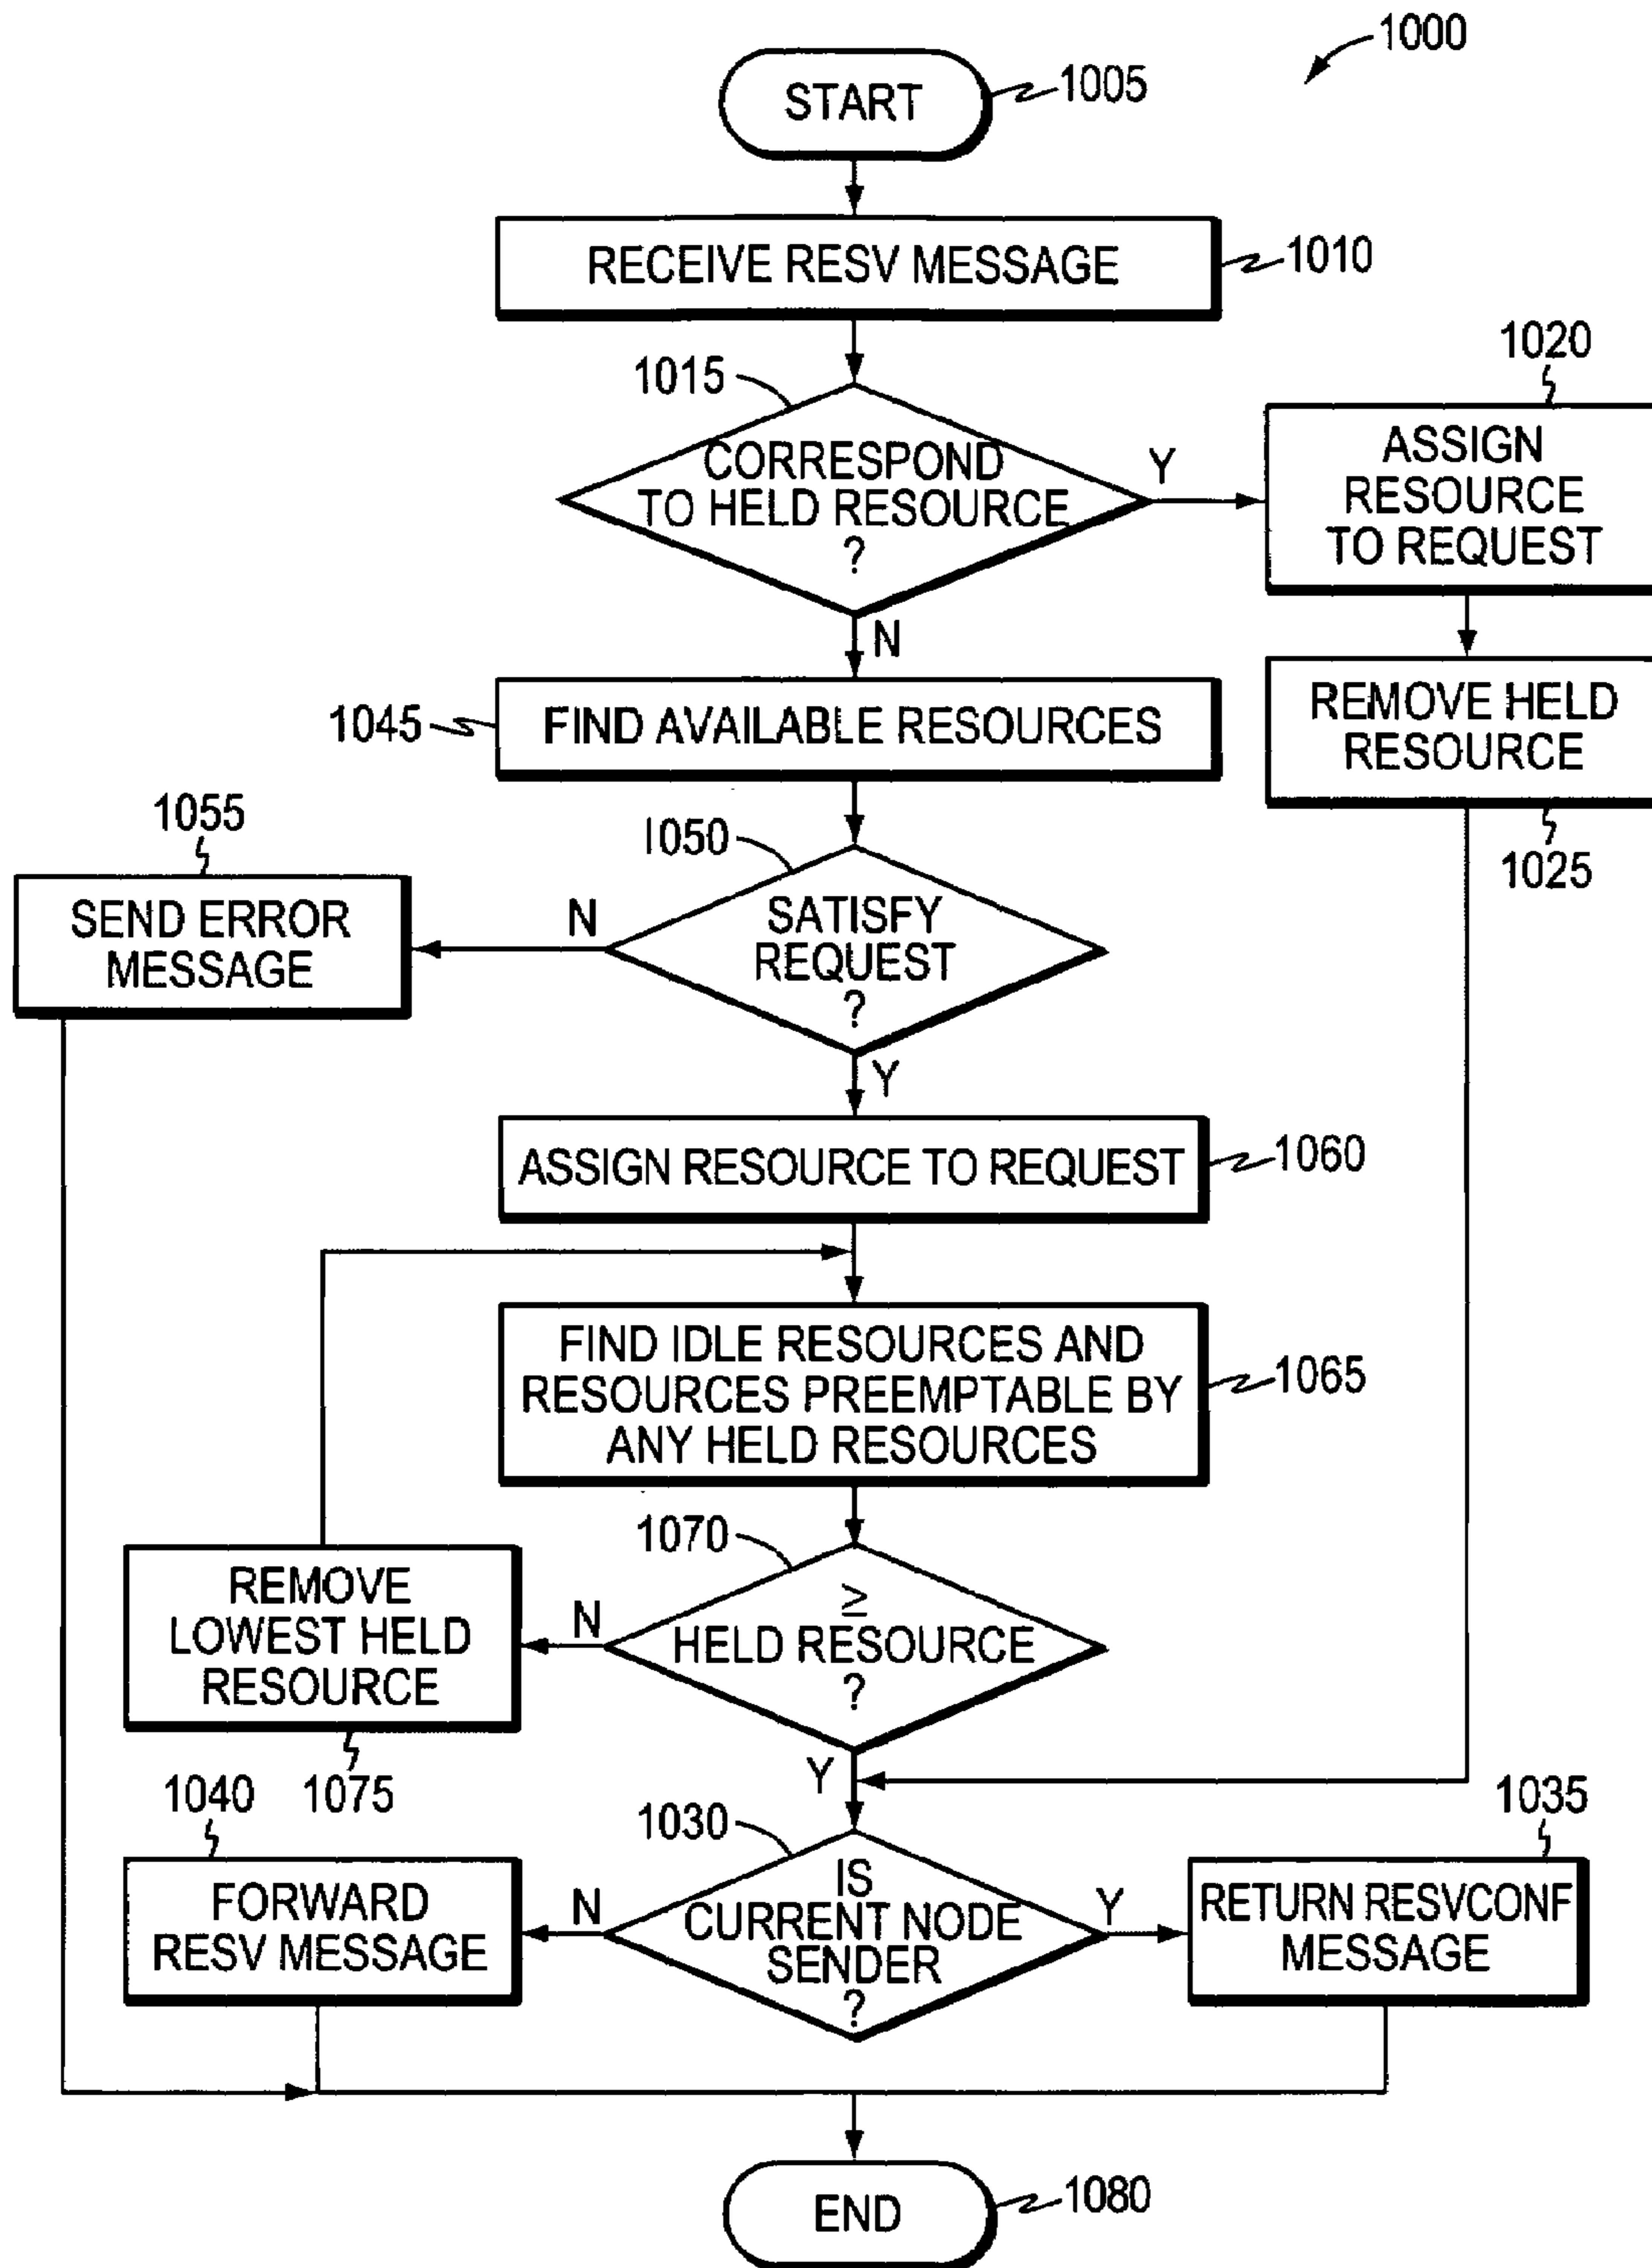 1000
START
1005
RECEIVE RESV MESSAGE
1010
1015
CORRESPOND
TO HELD RESOURCE
?
Y
N
1020
ASSIGN
RESOURCE
TO REQUEST
REMOVE HELD
RESOURCE
1025
1045
FIND AVAILABLE RESOURCES
1050
SATISFY
REQUEST
?
N
Y
1055
SEND ERROR
MESSAGE
ASSIGN RESOURCE TO REQUEST
1060
FIND IDLE RESOURCES AND
RESOURCES PREEMPTABLE BY
ANY HELD RESOURCES
1065
1070
≥
HELD RESOURCE
?
N
Y
REMOVE
LOWEST HELD
RESOURCE
1075
1030
IS
CURRENT NODE
SENDER
?
N
Y
1040
FORWARD
RESV MESSAGE
1035
RETURN RESVCONF
MESSAGE
END
1080